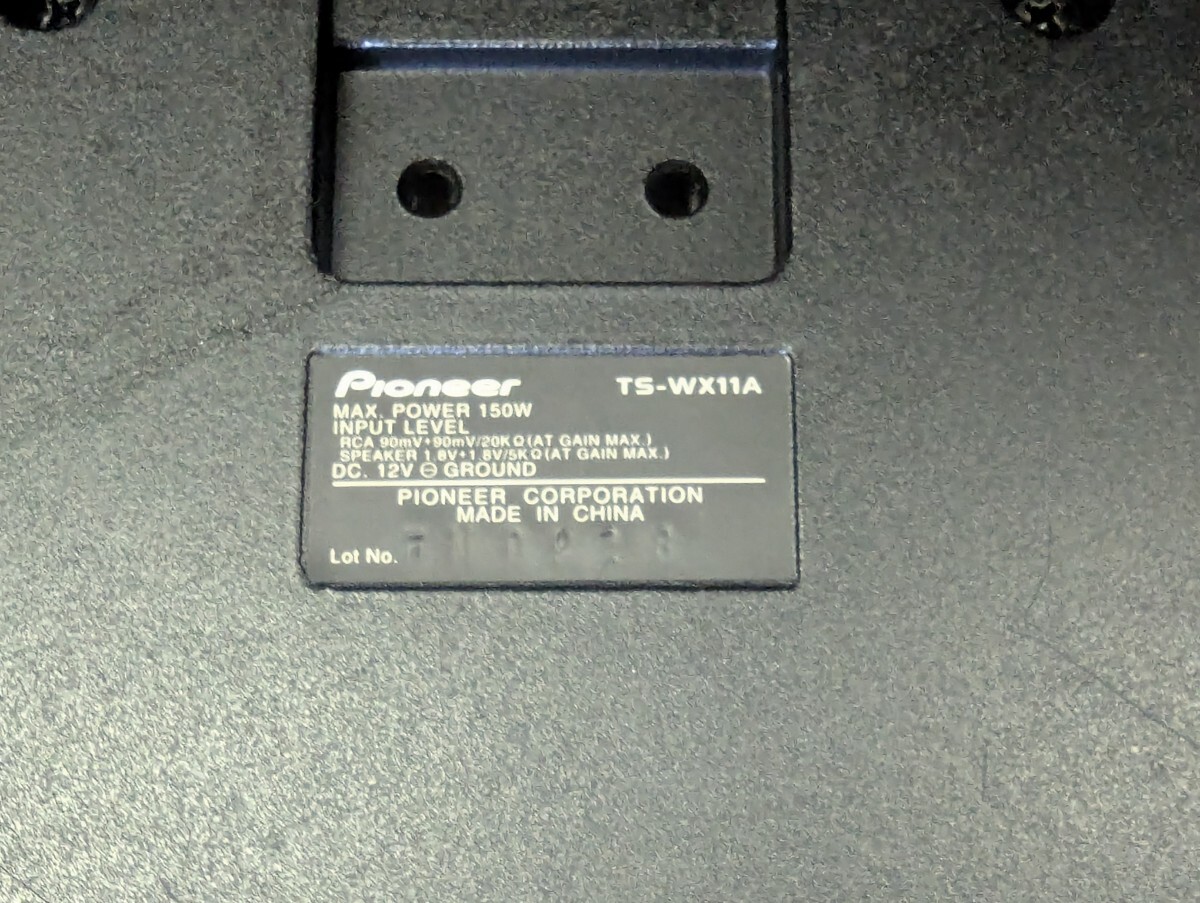 Pioneer TS-WX11A
MAX. POWER 150W
INPUT LEVEL
RCA 90mV+90mV/20KΩ(AT GAIN MAX.)
SPEAKER 1.8V+1.8V/5KΩ(AT GAIN MAX.)
DC. 12V ⊖ GROUND
PIONEER CORPORATION
MADE IN CHINA
Lot No.